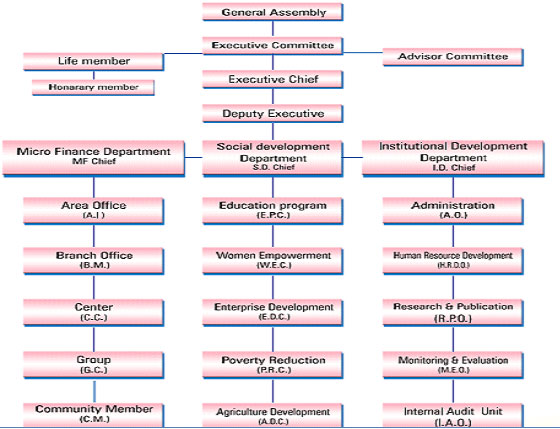 General Assembly
Executive Committee
Life member
Advisor Committee
Honarary member
Executive Chief
Deputy Executive
Micro Finance Department
MF Chief
Social development
Department
S.D. Chief
Institutional Development
Department
I.D. Chief
Area Office
(A.I)
Education program
(E.P.C.)
Administration
(A.O.)
Branch Office
(B.M.)
Women Empowerment
(W.E.C.)
Human Resource Development
(H.R.D.O.)
Center
(C.C.)
Enterprise Development
(E.D.C.)
Research & Publication
(R.P.O.)
Group
(G.C.)
Poverty Reduction
(P.R.C.)
Monitoring & Evaluation
(M.E.O.)
Community Member
(C.M.)
Agriculture Development
(A.D.C.)
Internal Audit Unit
(I.A.O.)